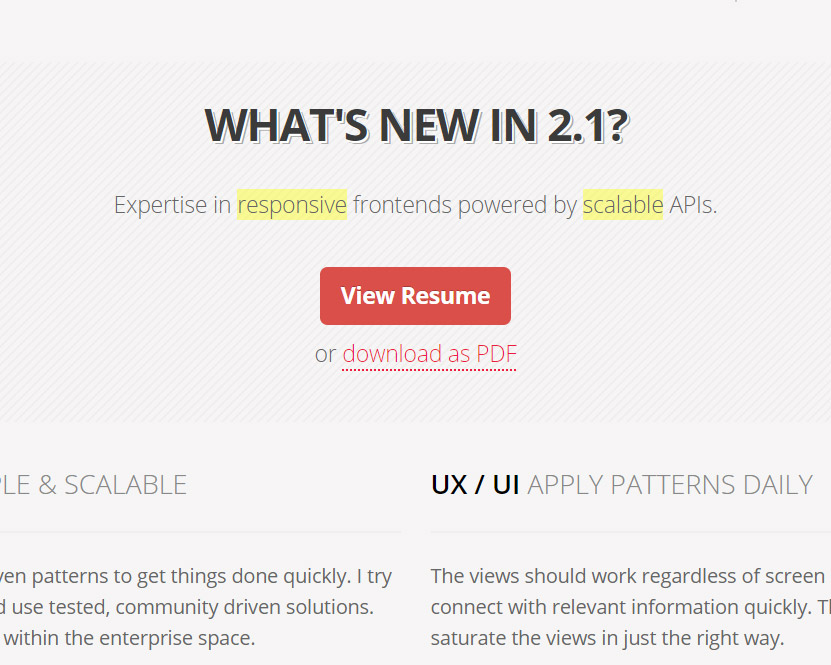 WHAT'S NEW IN 2.1?
Expertise in responsive frontends powered by scalable APIs.
View Resume
or download as PDF
& SCALABLE
UX / UI APPLY PATTERNS DAILY
patterns to get things done quickly. I try
use tested, community driven solutions.
within the enterprise space.
The views should work regardless of screen
connect with relevant information quickly.
saturate the views in just the right way.